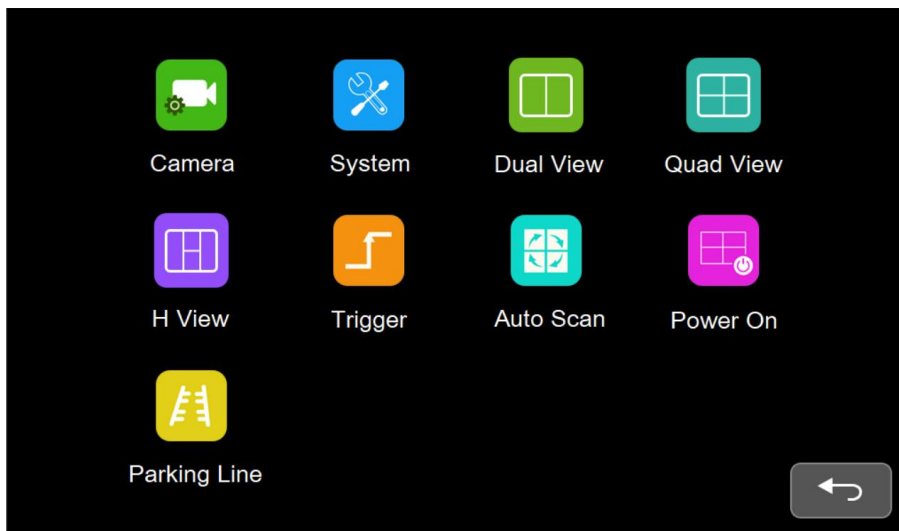 Camera
System
Dual View
Quad View
H View
Trigger
Auto Scan
Power On
Parking Line